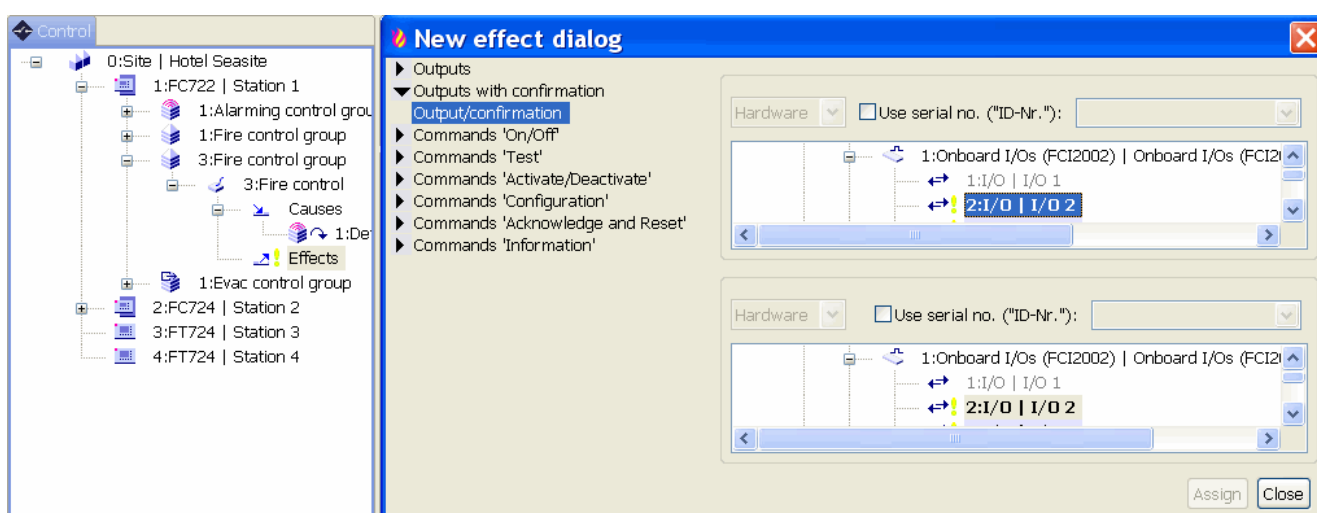 Control
0:Site | Hotel Seasite
1:FC722 | Station 1
1:Alarming control grou
1:Fire control group
3:Fire control group
3:Fire control
Causes
1:De
Effects
1:Evac control group
2:FC724 | Station 2
3:FT724 | Station 3
4:FT724 | Station 4
New effect dialog
Outputs
Outputs with confirmation
Output/confirmation
Commands 'On/Off'
Commands 'Test'
Commands 'Activate/Deactivate'
Commands 'Configuration'
Commands 'Acknowledge and Reset'
Commands 'Information'
Hardware Use serial no. ("ID-Nr."):
1:Onboard I/Os (FCI2002) | Onboard I/Os (FCI2
1:I/O | I/O 1
2:I/O | I/O 2
Hardware Use serial no. ("ID-Nr."):
1:Onboard I/Os (FCI2002) | Onboard I/Os (FCI2
1:I/O | I/O 1
2:I/O | I/O 2
Assign Close